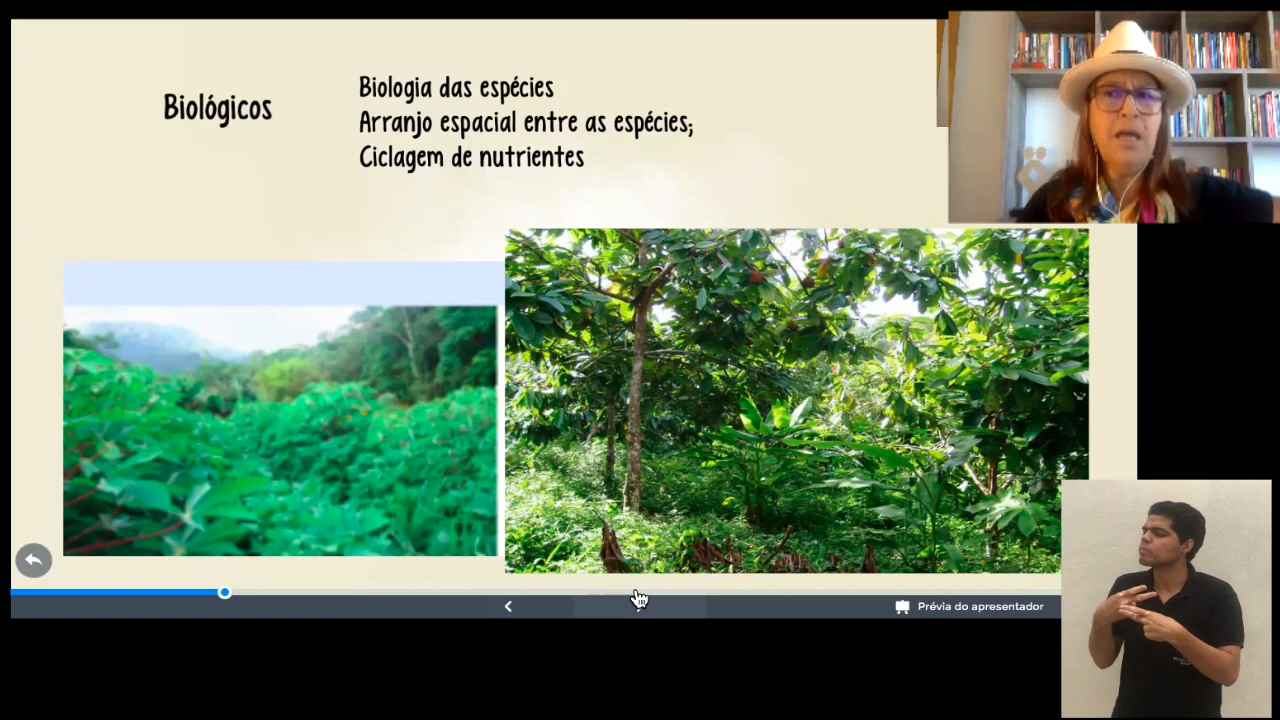 Biológicos
Biologia das espécies
Arranjo espacial entre as espécies;
Ciclagem de nutrientes
Prévia do apresentador